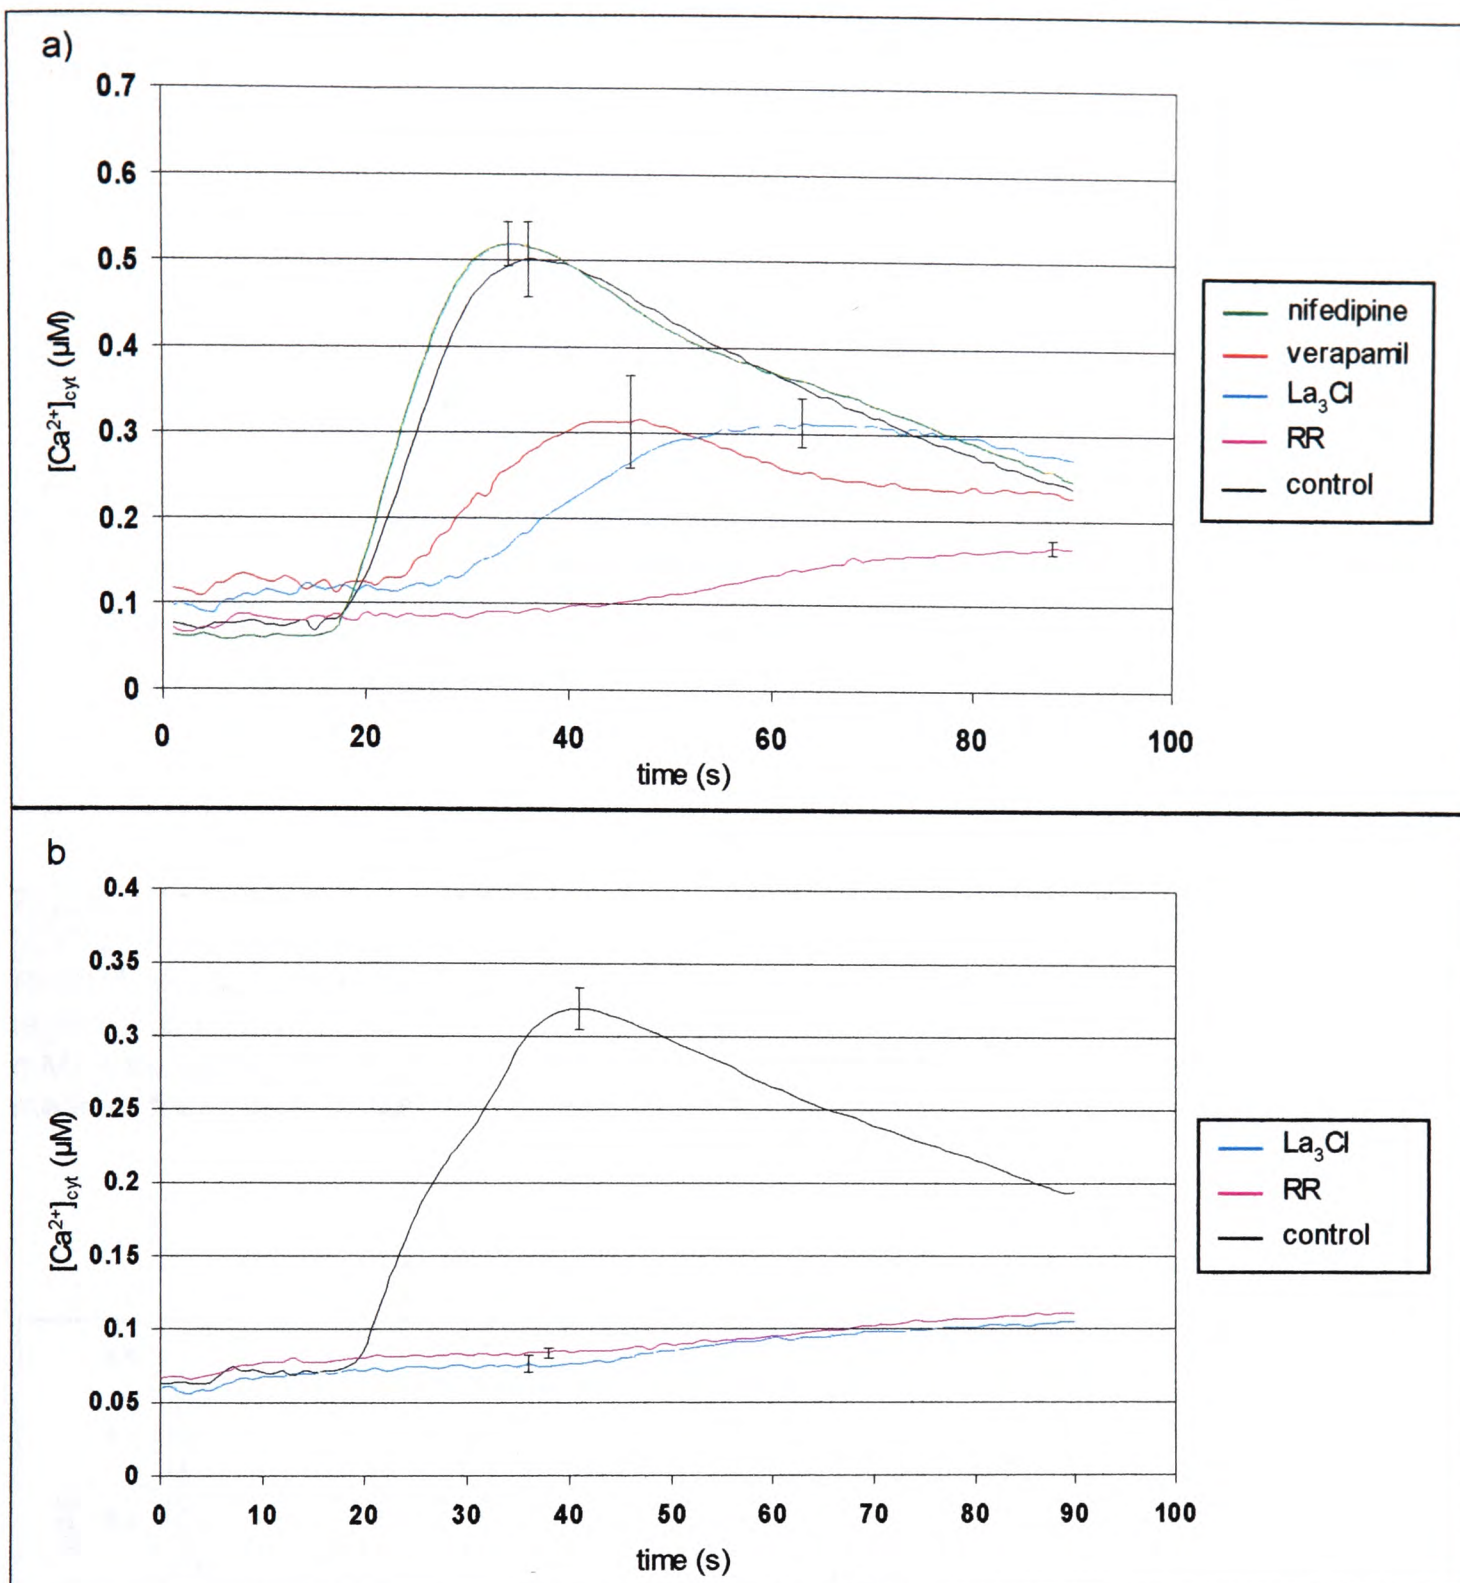 a)
0.7
0.6
0.5
0.4
0.3
0.2
0.1
0
[Ca²⁺]cyt (µM)
0 20 40 60 80 100
time (s)
nifedipine
verapamil
La₃Cl
RR
control
b
0.4
0.35
0.3
0.25
0.2
0.15
0.1
0.05
0
[Ca²⁺]cyt (µM)
0 10 20 30 40 50 60 70 80 90 100
time (s)
La₃Cl
RR
control